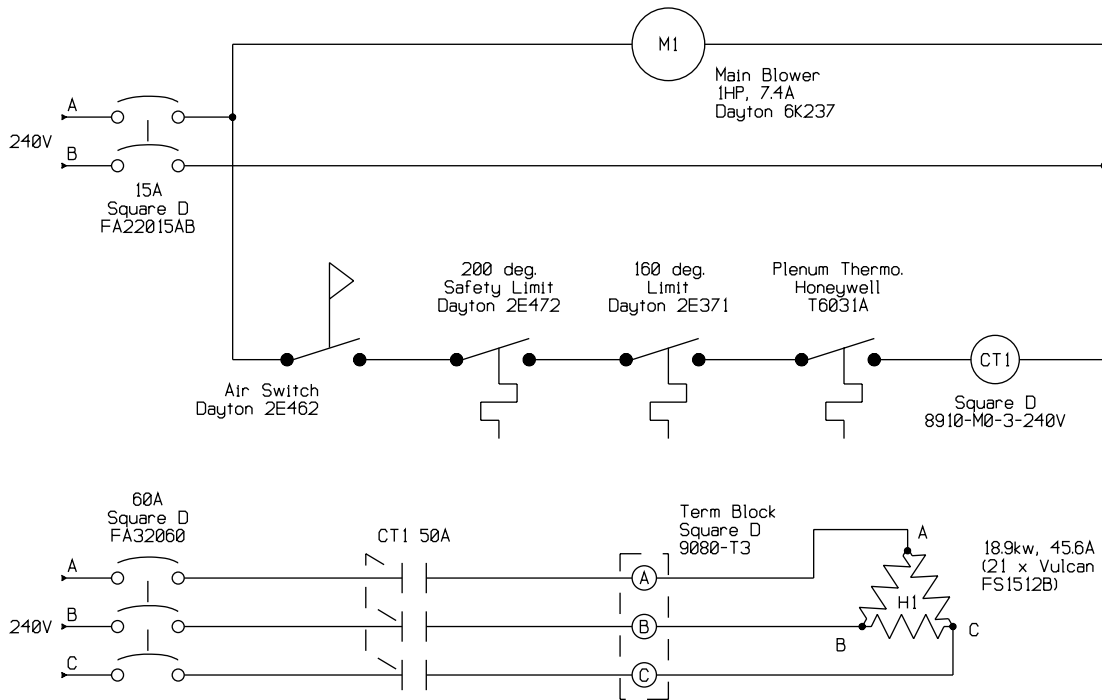 M1
Main Blower
1HP, 7.4A
Dayton 6K237
A
240V
B
15A
Square D
FA22015AB
200 deg.
Safety Limit
Dayton 2E472
160 deg.
Limit
Dayton 2E371
Plenum Thermo.
Honeywell
T6031A
CT1
Air Switch
Dayton 2E462
Square D
8910-M0-3-240V
60A
Square D
FA32060
CT1 50A
Term Block
Square D
9080-T3
A
18.9kw, 45.6A
(21 x Vulcan
FS1512B)
A
A
H1
240V
B
B
B
C
C
C